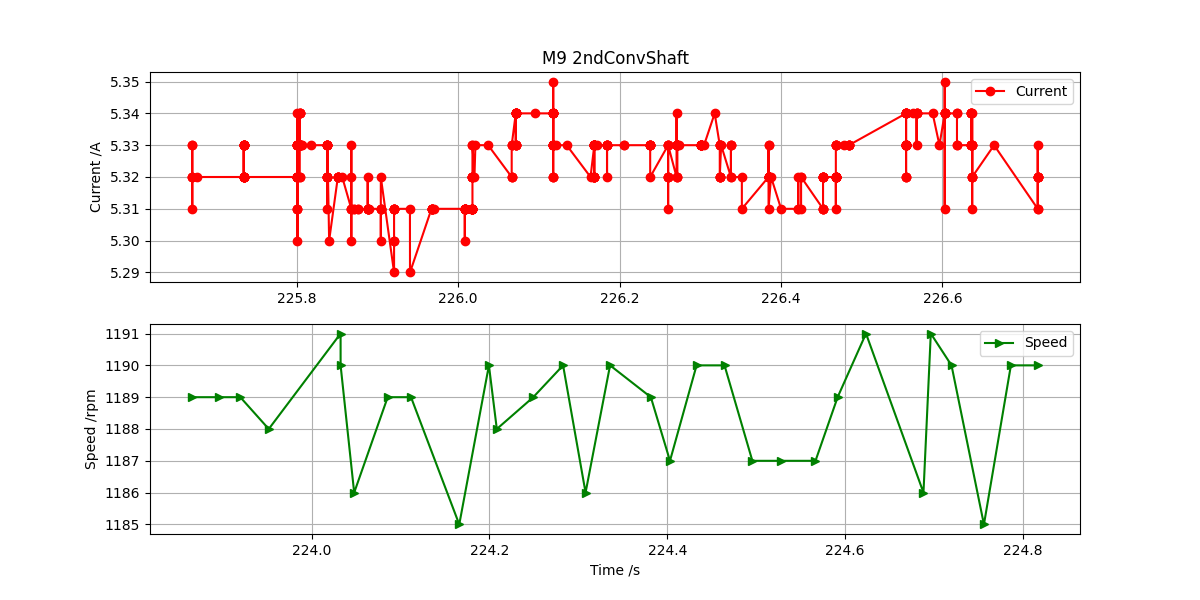 M9 2ndConvShaft
Current /A
5.35
5.34
5.33
5.32
5.31
5.30
5.29
Current
225.8 226.0 226.2 226.4 226.6
Speed /rpm
1191
1190
1189
1188
1187
1186
1185
Speed
224.0 224.2 224.4 224.6 224.8
Time /s